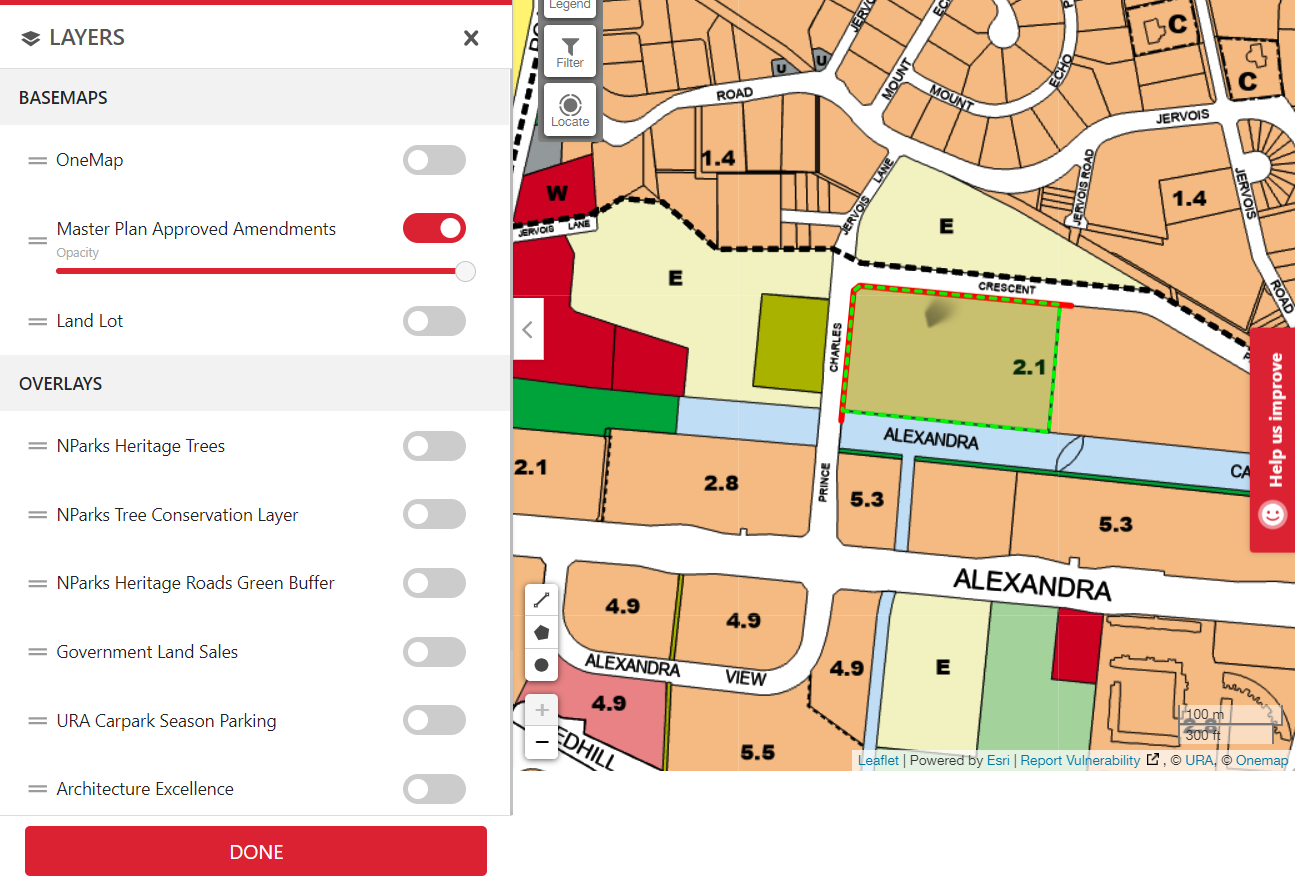 LAYERS
BASEMAPS
OneMap
Master Plan Approved Amendments
Opacity
Land Lot
OVERLAYS
NParks Heritage Trees
NParks Tree Conservation Layer
NParks Heritage Roads Green Buffer
Government Land Sales
URA Carpark Season Parking
Architecture Excellence
DONE
Legend
Filter
Locate
JERVO
MOUNT
ECHO
C
C
U
U
ROAD
MOUNT
JERVOIS
1.4
JERVOIS ROAD
JERVOIS
1.4
W
JERVOIS LANE
JERVOIS LANE
E
E
CRESCENT
ROAD
CHARLES
2.1
ALEXANDRA
CA
PRINCE
2.1
2.8
5.3
5.3
ALEXANDRA
4.9
4.9
4.9
E
ALEXANDRA VIEW
4.9
5.5
EDHILL
2.8
100 m
300 ft
Help us improve
Leaflet | Powered by Esri | Report Vulnerability , © URA, © Onemap